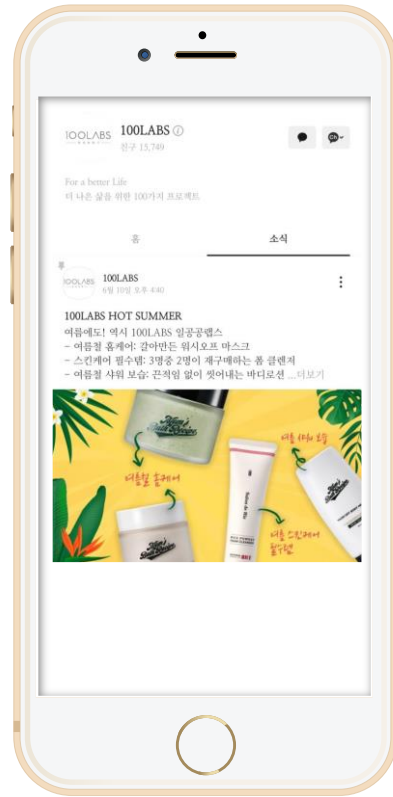 100LABS
100LABS
친구 15,749
Ch
For a better Life
더 나은 삶을 위한 100가지 프로젝트
홈
소식
100LABS
100LABS
6월 10일 오후 4:40
100LABS HOT SUMMER
여름에도! 역시 100LABS 일공공랩스
- 여름철 홈케어: 갈아만든 워시오프 마스크
- 스킨케어 필수템: 3명중 2명이 재구매하는 폼 클렌저
- 여름철 샤워 보습: 끈적임 없이 씻어내는 바디로션 ...더보기
여름 샤워 보습
여름철 홈케어
여름 스킨케어
필수템